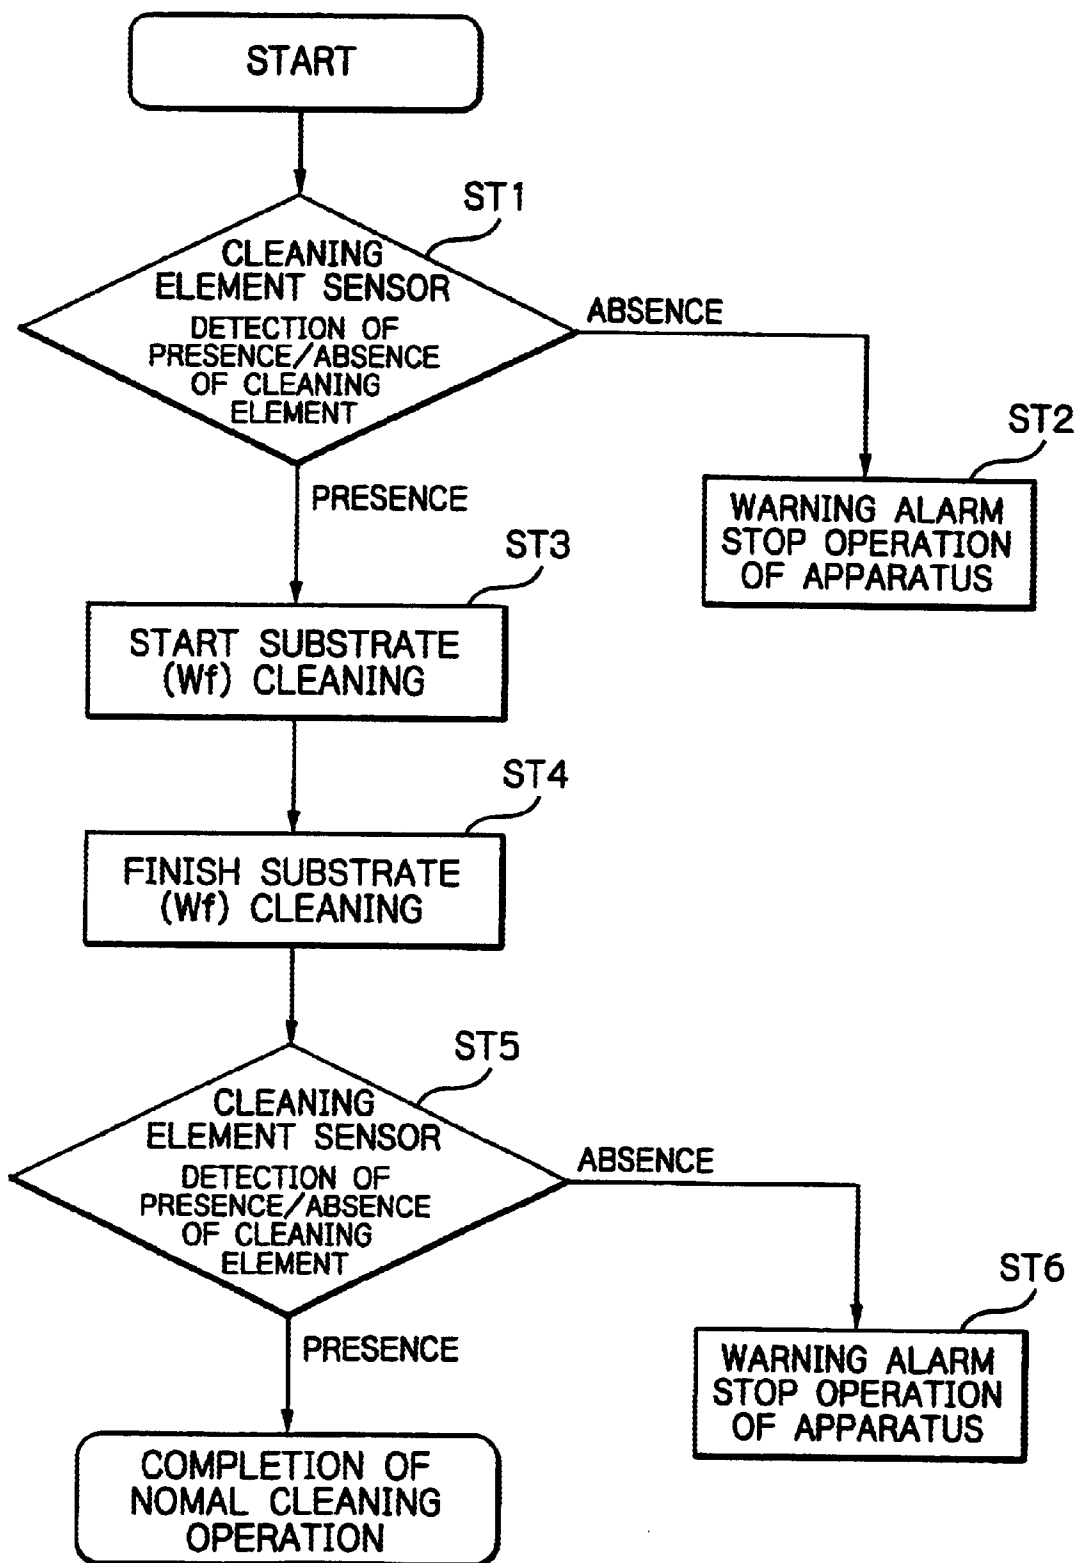 START
ST1
CLEANING
ELEMENT SENSOR
DETECTION OF
PRESENCE/ABSENCE
OF CLEANING
ELEMENT
ABSENCE
ST2
WARNING ALARM
STOP OPERATION
OF APPARATUS
PRESENCE
ST3
START SUBSTRATE
(Wf) CLEANING
ST4
FINISH SUBSTRATE
(Wf) CLEANING
ST5
CLEANING
ELEMENT SENSOR
DETECTION OF
PRESENCE/ABSENCE
OF CLEANING
ELEMENT
ABSENCE
ST6
WARNING ALARM
STOP OPERATION
OF APPARATUS
PRESENCE
COMPLETION OF
NOMAL CLEANING
OPERATION